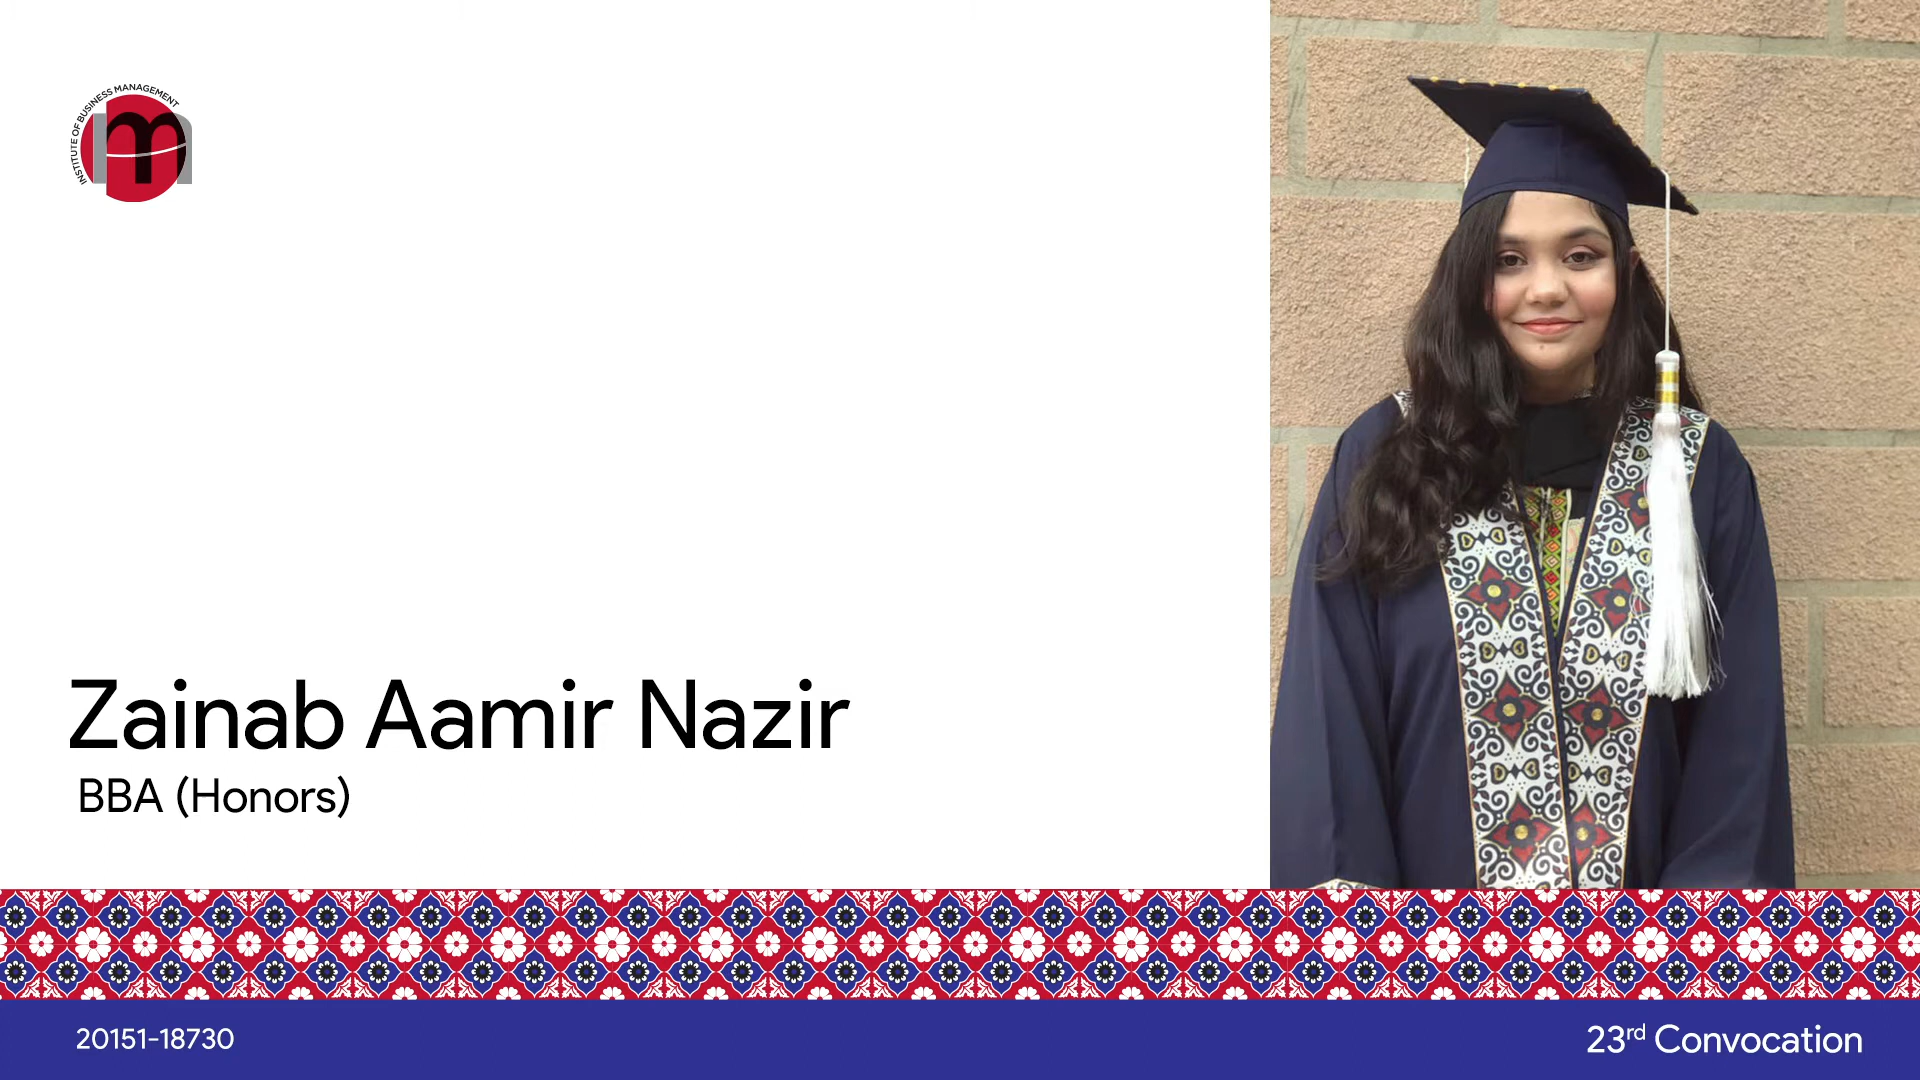 INSTITUTE OF BUSINESS MANAGEMENT
m
Zainab Aamir Nazir
BBA (Honors)
20151-18730
23rd Convocation